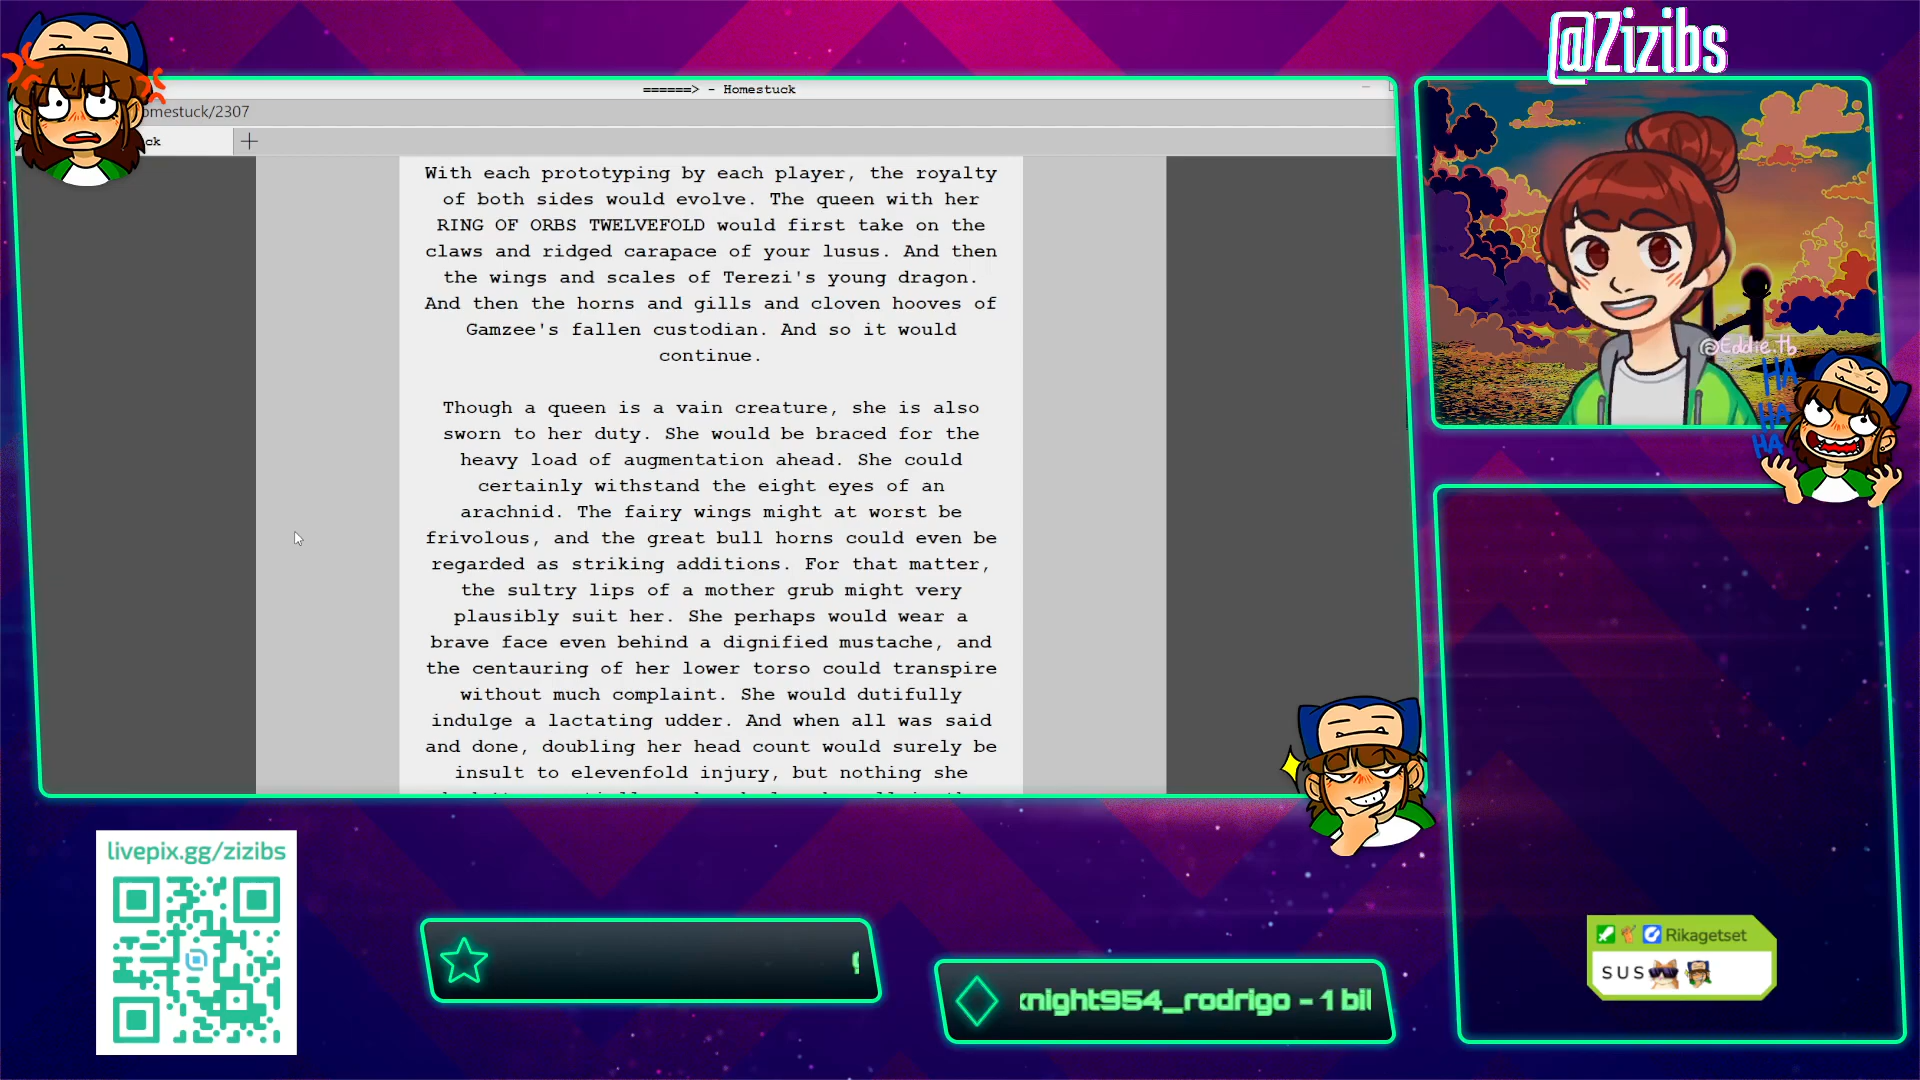 @Zizibs
======> - Homestuck
omestuck/2307
ck
With each prototyping by each player, the royalty
of both sides would evolve. The queen with her
RING OF ORBS TWELVEFOLD would first take on the
claws and ridged carapace of your lusus. And then
the wings and scales of Terezi's young dragon.
And then the horns and gills and cloven hooves of
Gamzee's fallen custodian. And so it would
continue.
Though a queen is a vain creature, she is also
sworn to her duty. She would be braced for the
heavy load of augmentation ahead. She could
certainly withstand the eight eyes of an
arachnid. The fairy wings might at worst be
frivolous, and the great bull horns could even be
regarded as striking additions. For that matter,
the sultry lips of a mother grub might very
plausibly suit her. She perhaps would wear a
brave face even behind a dignified mustache, and
the centauring of her lower torso could transpire
without much complaint. She would dutifully
indulge a lactating udder. And when all was said
and done, doubling her head count would surely be
insult to elevenfold injury, but nothing she
@Eddie.tb
HA
HA
HA
livepix.gg/zizibs
knight954_rodrigo - 1 bil
Rikagetset
S U S